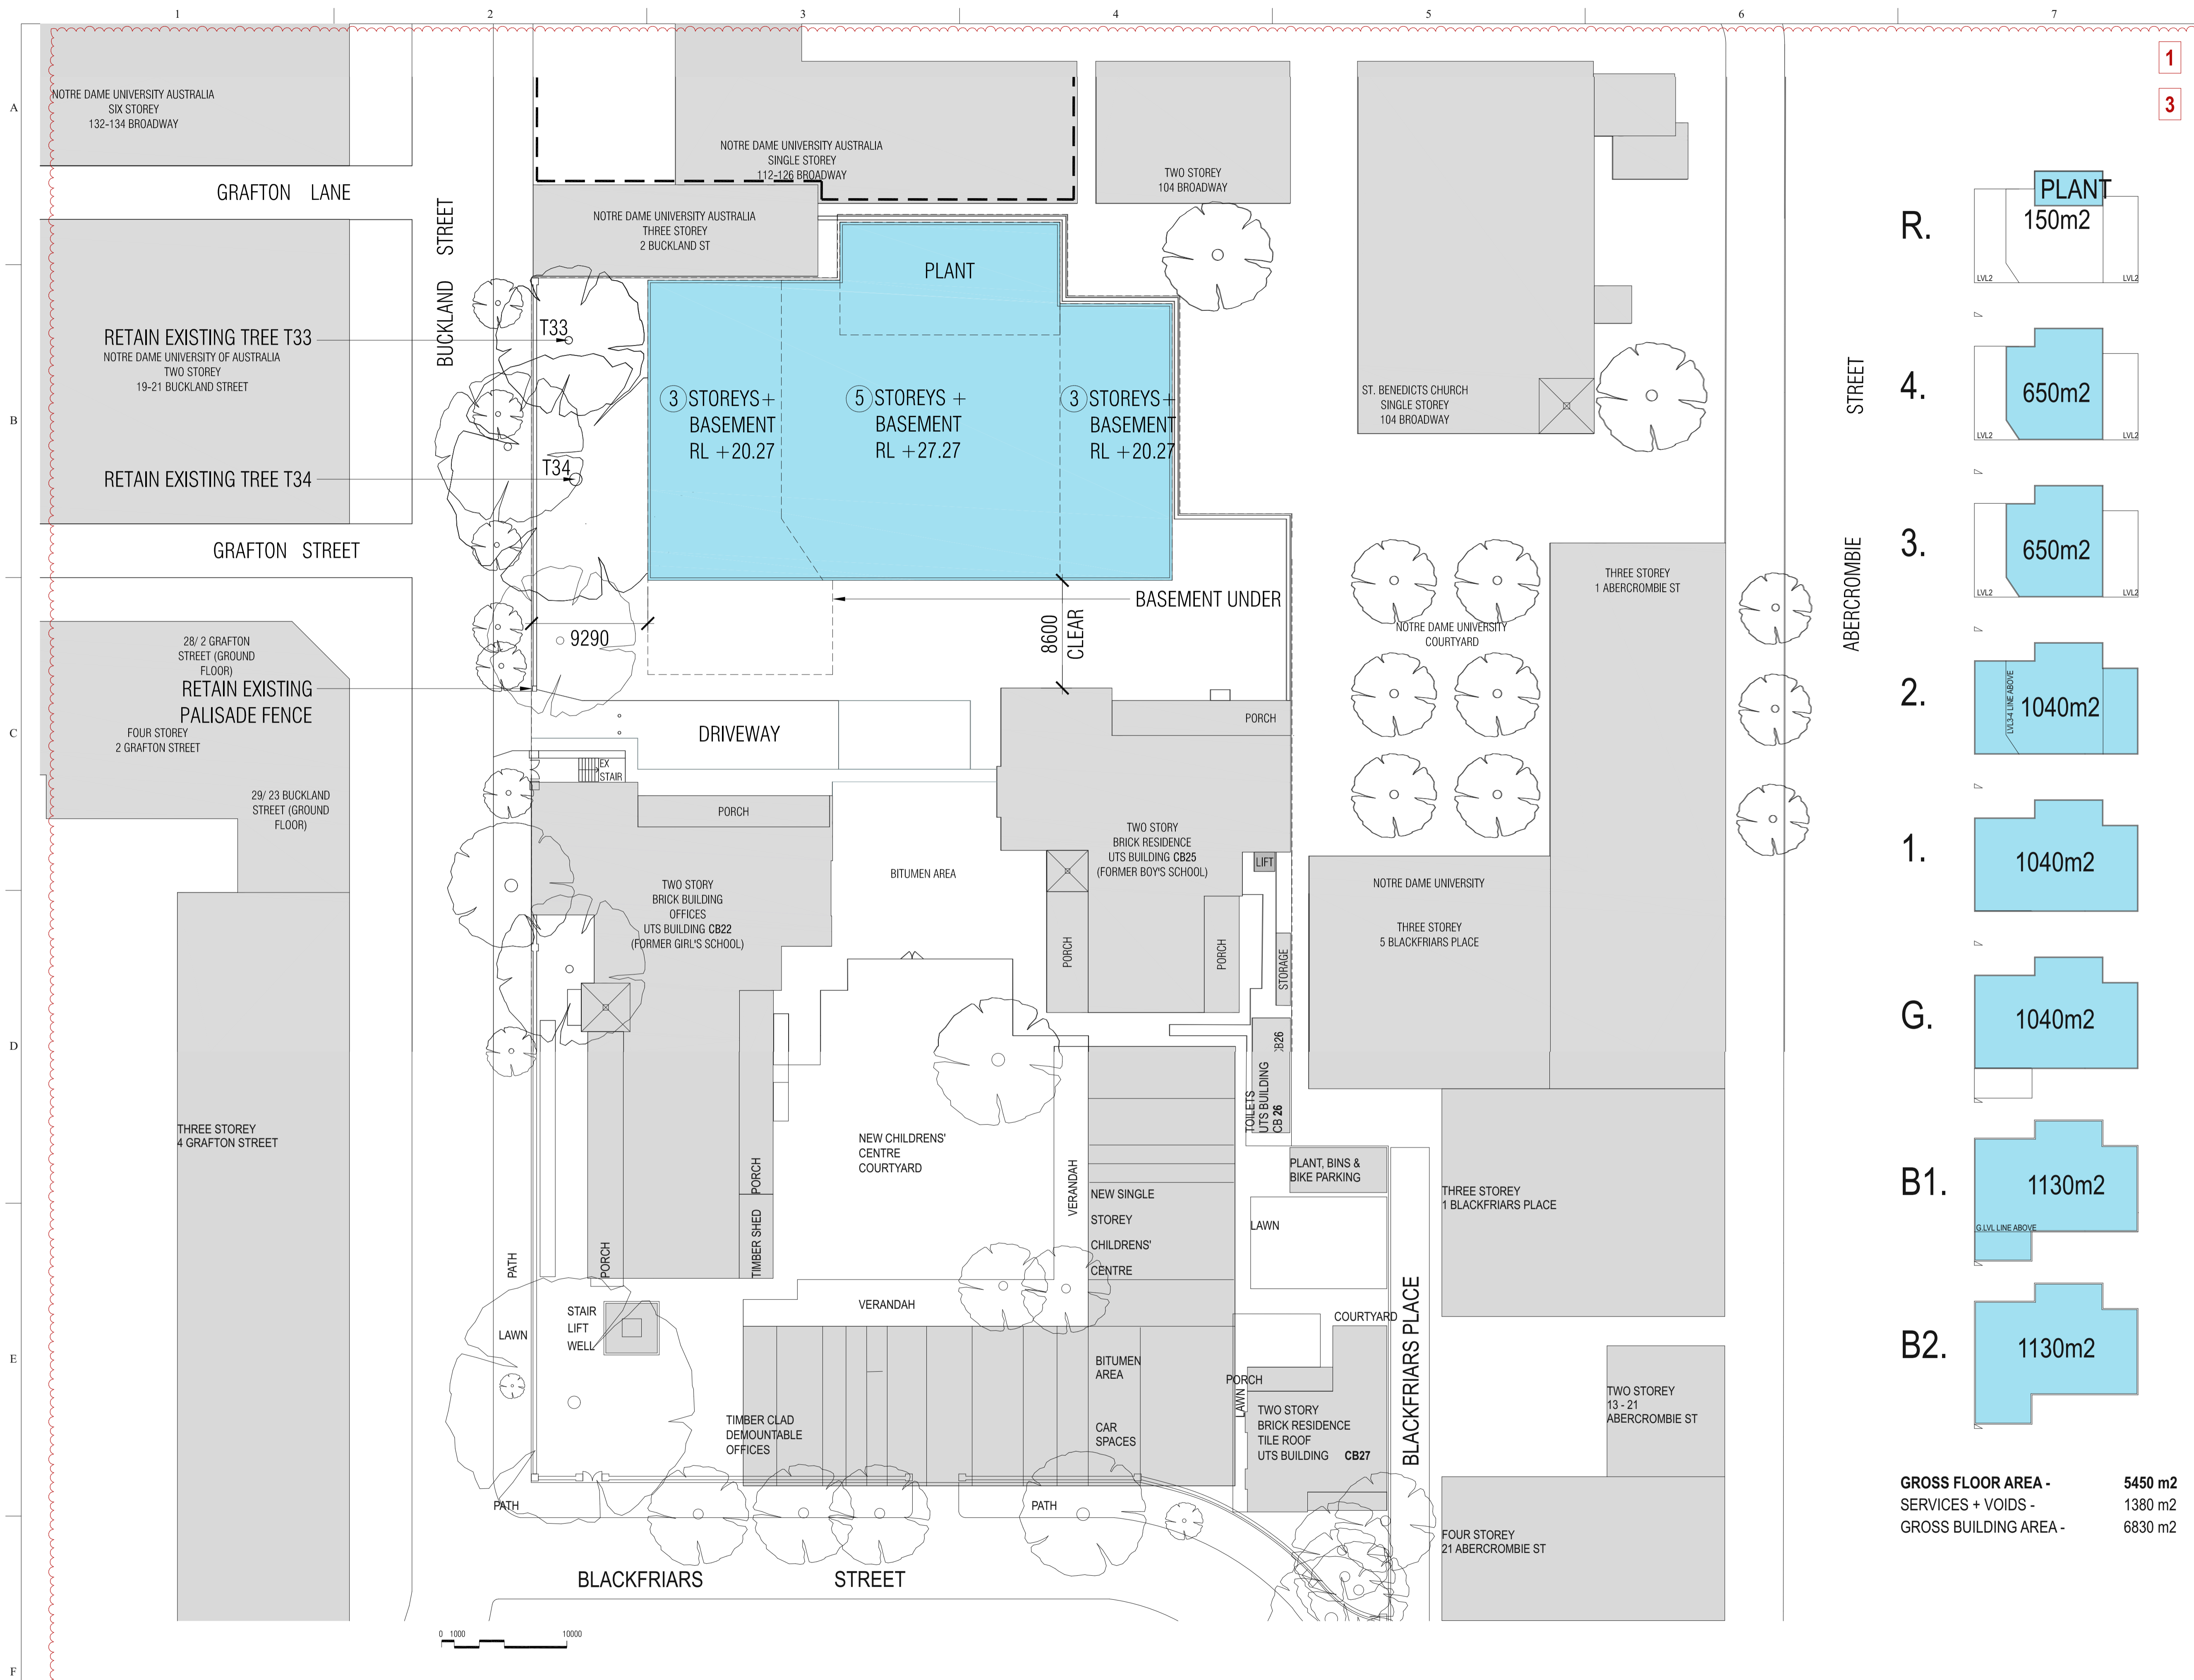 1 2 3 4 5 6 7
A
B
C
D
E
F
1
3
NOTRE DAME UNIVERSITY AUSTRALIA
SIX STOREY
132-134 BROADWAY
GRAFTON LANE
BUCKLAND STREET
NOTRE DAME UNIVERSITY AUSTRALIA
SINGLE STOREY
112-126 BROADWAY
TWO STOREY
104 BROADWAY
NOTRE DAME UNIVERSITY AUSTRALIA
THREE STOREY
2 BUCKLAND ST
PLANT
T33
RETAIN EXISTING TREE T33
NOTRE DAME UNIVERSITY OF AUSTRALIA
TWO STOREY
19-21 BUCKLAND STREET
3 STOREYS+
BASEMENT
RL +20.27
5 STOREYS +
BASEMENT
RL +27.27
3 STOREYS+
BASEMENT
RL +20.27
ST. BENEDICTS CHURCH
SINGLE STOREY
104 BROADWAY
T34
RETAIN EXISTING TREE T34
GRAFTON STREET
ABERCROMBIE STREET
THREE STOREY
1 ABERCROMBIE ST
BASEMENT UNDER
9290
8600
CLEAR
NOTRE DAME UNIVERSITY
COURTYARD
28/ 2 GRAFTON
STREET (GROUND
FLOOR)
RETAIN EXISTING
PALISADE FENCE
FOUR STOREY
2 GRAFTON STREET
29/ 23 BUCKLAND
STREET (GROUND
FLOOR)
DRIVEWAY
EX
STAIR
PORCH
PORCH
TWO STORY
BRICK RESIDENCE
UTS BUILDING CB25
(FORMER BOY'S SCHOOL)
LIFT
BITUMEN AREA
TWO STORY
BRICK BUILDING
OFFICES
UTS BUILDING CB22
(FORMER GIRL'S SCHOOL)
PORCH
PORCH
STORAGE
NOTRE DAME UNIVERSITY
THREE STOREY
5 BLACKFRIARS PLACE
CB26
TOILETS
UTS BUILDING
CB 26
THREE STOREY
4 GRAFTON STREET
NEW CHILDRENS'
CENTRE
COURTYARD
PORCH
VERANDAH
PLANT, BINS &
BIKE PARKING
NEW SINGLE
STOREY
CHILDRENS'
CENTRE
THREE STOREY
1 BLACKFRIARS PLACE
LAWN
TIMBER SHED
PORCH
PATH
VERANDAH
STAIR
LIFT
WELL
LAWN
COURTYARD
BLACKFRIARS PLACE
BITUMEN
AREA
PORCH
LAWN
TWO STOREY
13 - 21
ABERCROMBIE ST
TIMBER CLAD
DEMOUNTABLE
OFFICES
CAR
SPACES
TWO STORY
BRICK RESIDENCE
TILE ROOF
UTS BUILDING CB27
PATH
PATH
FOUR STOREY
21 ABERCROMBIE ST
BLACKFRIARS STREET
0 1000 10000
R.
PLANT
150m2
LVL2 LVL2
4.
650m2
LVL2 LVL2
3.
650m2
LVL2 LVL2
2.
LVL3-4 LINE ABOVE
1040m2
1.
1040m2
G.
1040m2
B1.
1130m2
G.LVL LINE ABOVE
B2.
1130m2
GROSS FLOOR AREA - 5450 m2
SERVICES + VOIDS - 1380 m2
GROSS BUILDING AREA - 6830 m2